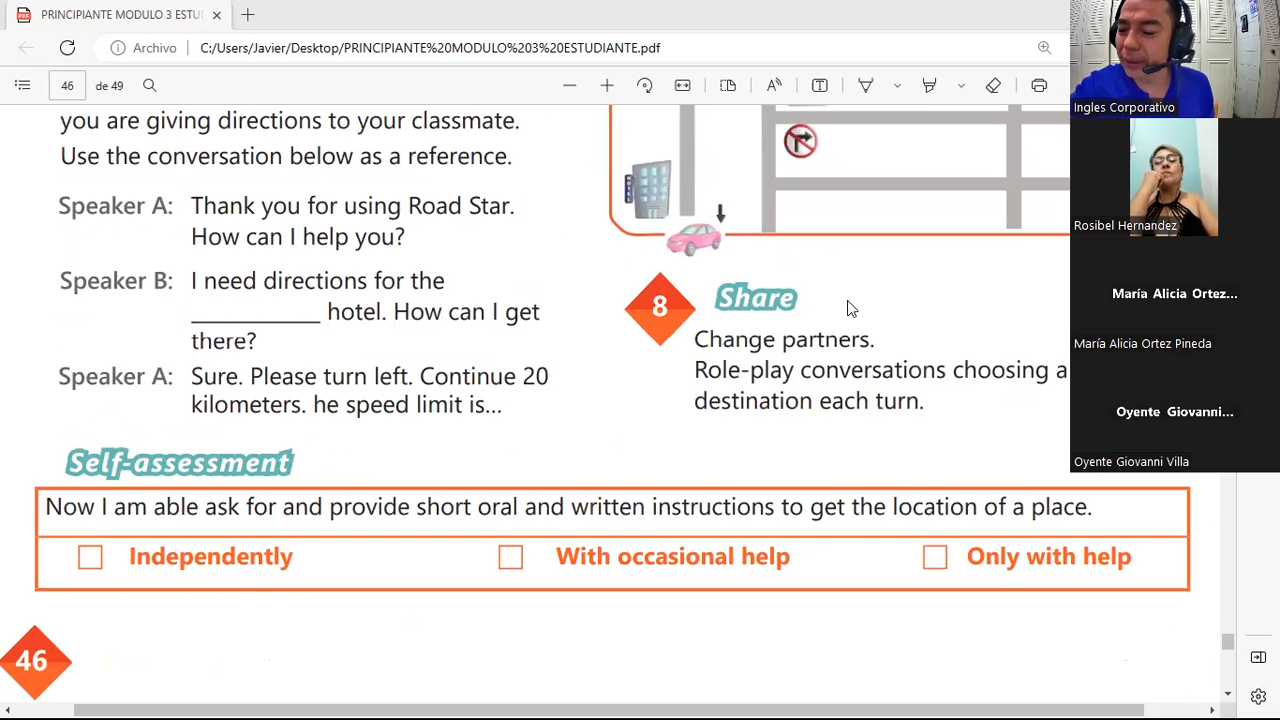 PRINCIPIANTE MODULO 3 ESTU
Archivo
C:/Users/Javier/Desktop/PRINCIPIANTE%20MODULO%203%20ESTUDIANTE.pdf
46
de 49
you are giving directions to your classmate.
Use the conversation below as a reference.
Speaker A: Thank you for using Road Star.
How can I help you?
Speaker B: I need directions for the
____________ hotel. How can I get
there?
Speaker A: Sure. Please turn left. Continue 20
kilometers. he speed limit is...
HOTEL
8
Share
Change partners.
Role-play conversations choosing a
destination each turn.
Self-assessment
Now I am able ask for and provide short oral and written instructions to get the location of a place.
Independently
With occasional help
Only with help
46
Ingles Corporativo
Rosibel Hernandez
María Alicia Ortez...
María Alicia Ortez Pineda
Oyente Giovanni...
Oyente Giovanni Villa